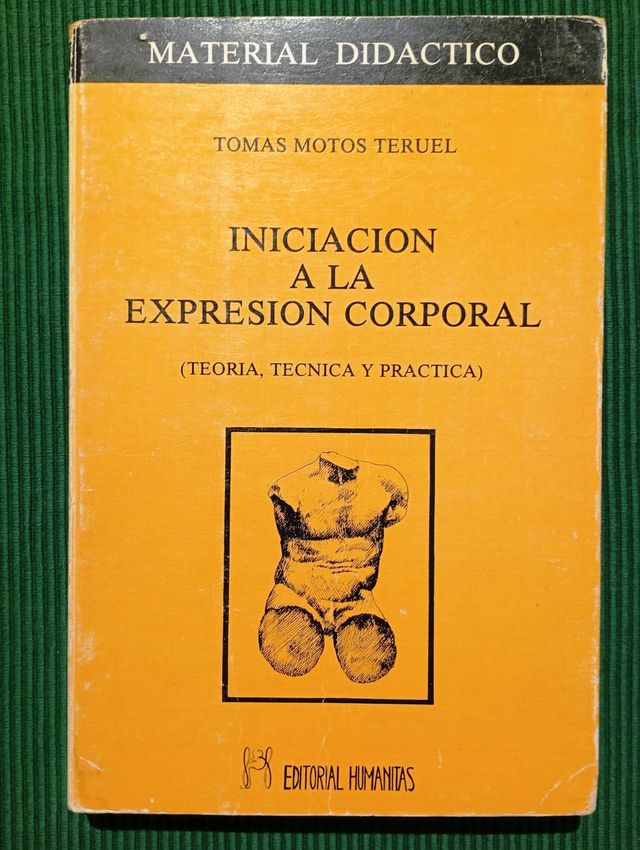 MATERIAL DIDACTICO
TOMAS MOTOS TERUEL
INICIACION
A LA
EXPRESION CORPORAL
(TEORIA, TECNICA Y PRACTICA)
EDITORIAL HUMANITAS